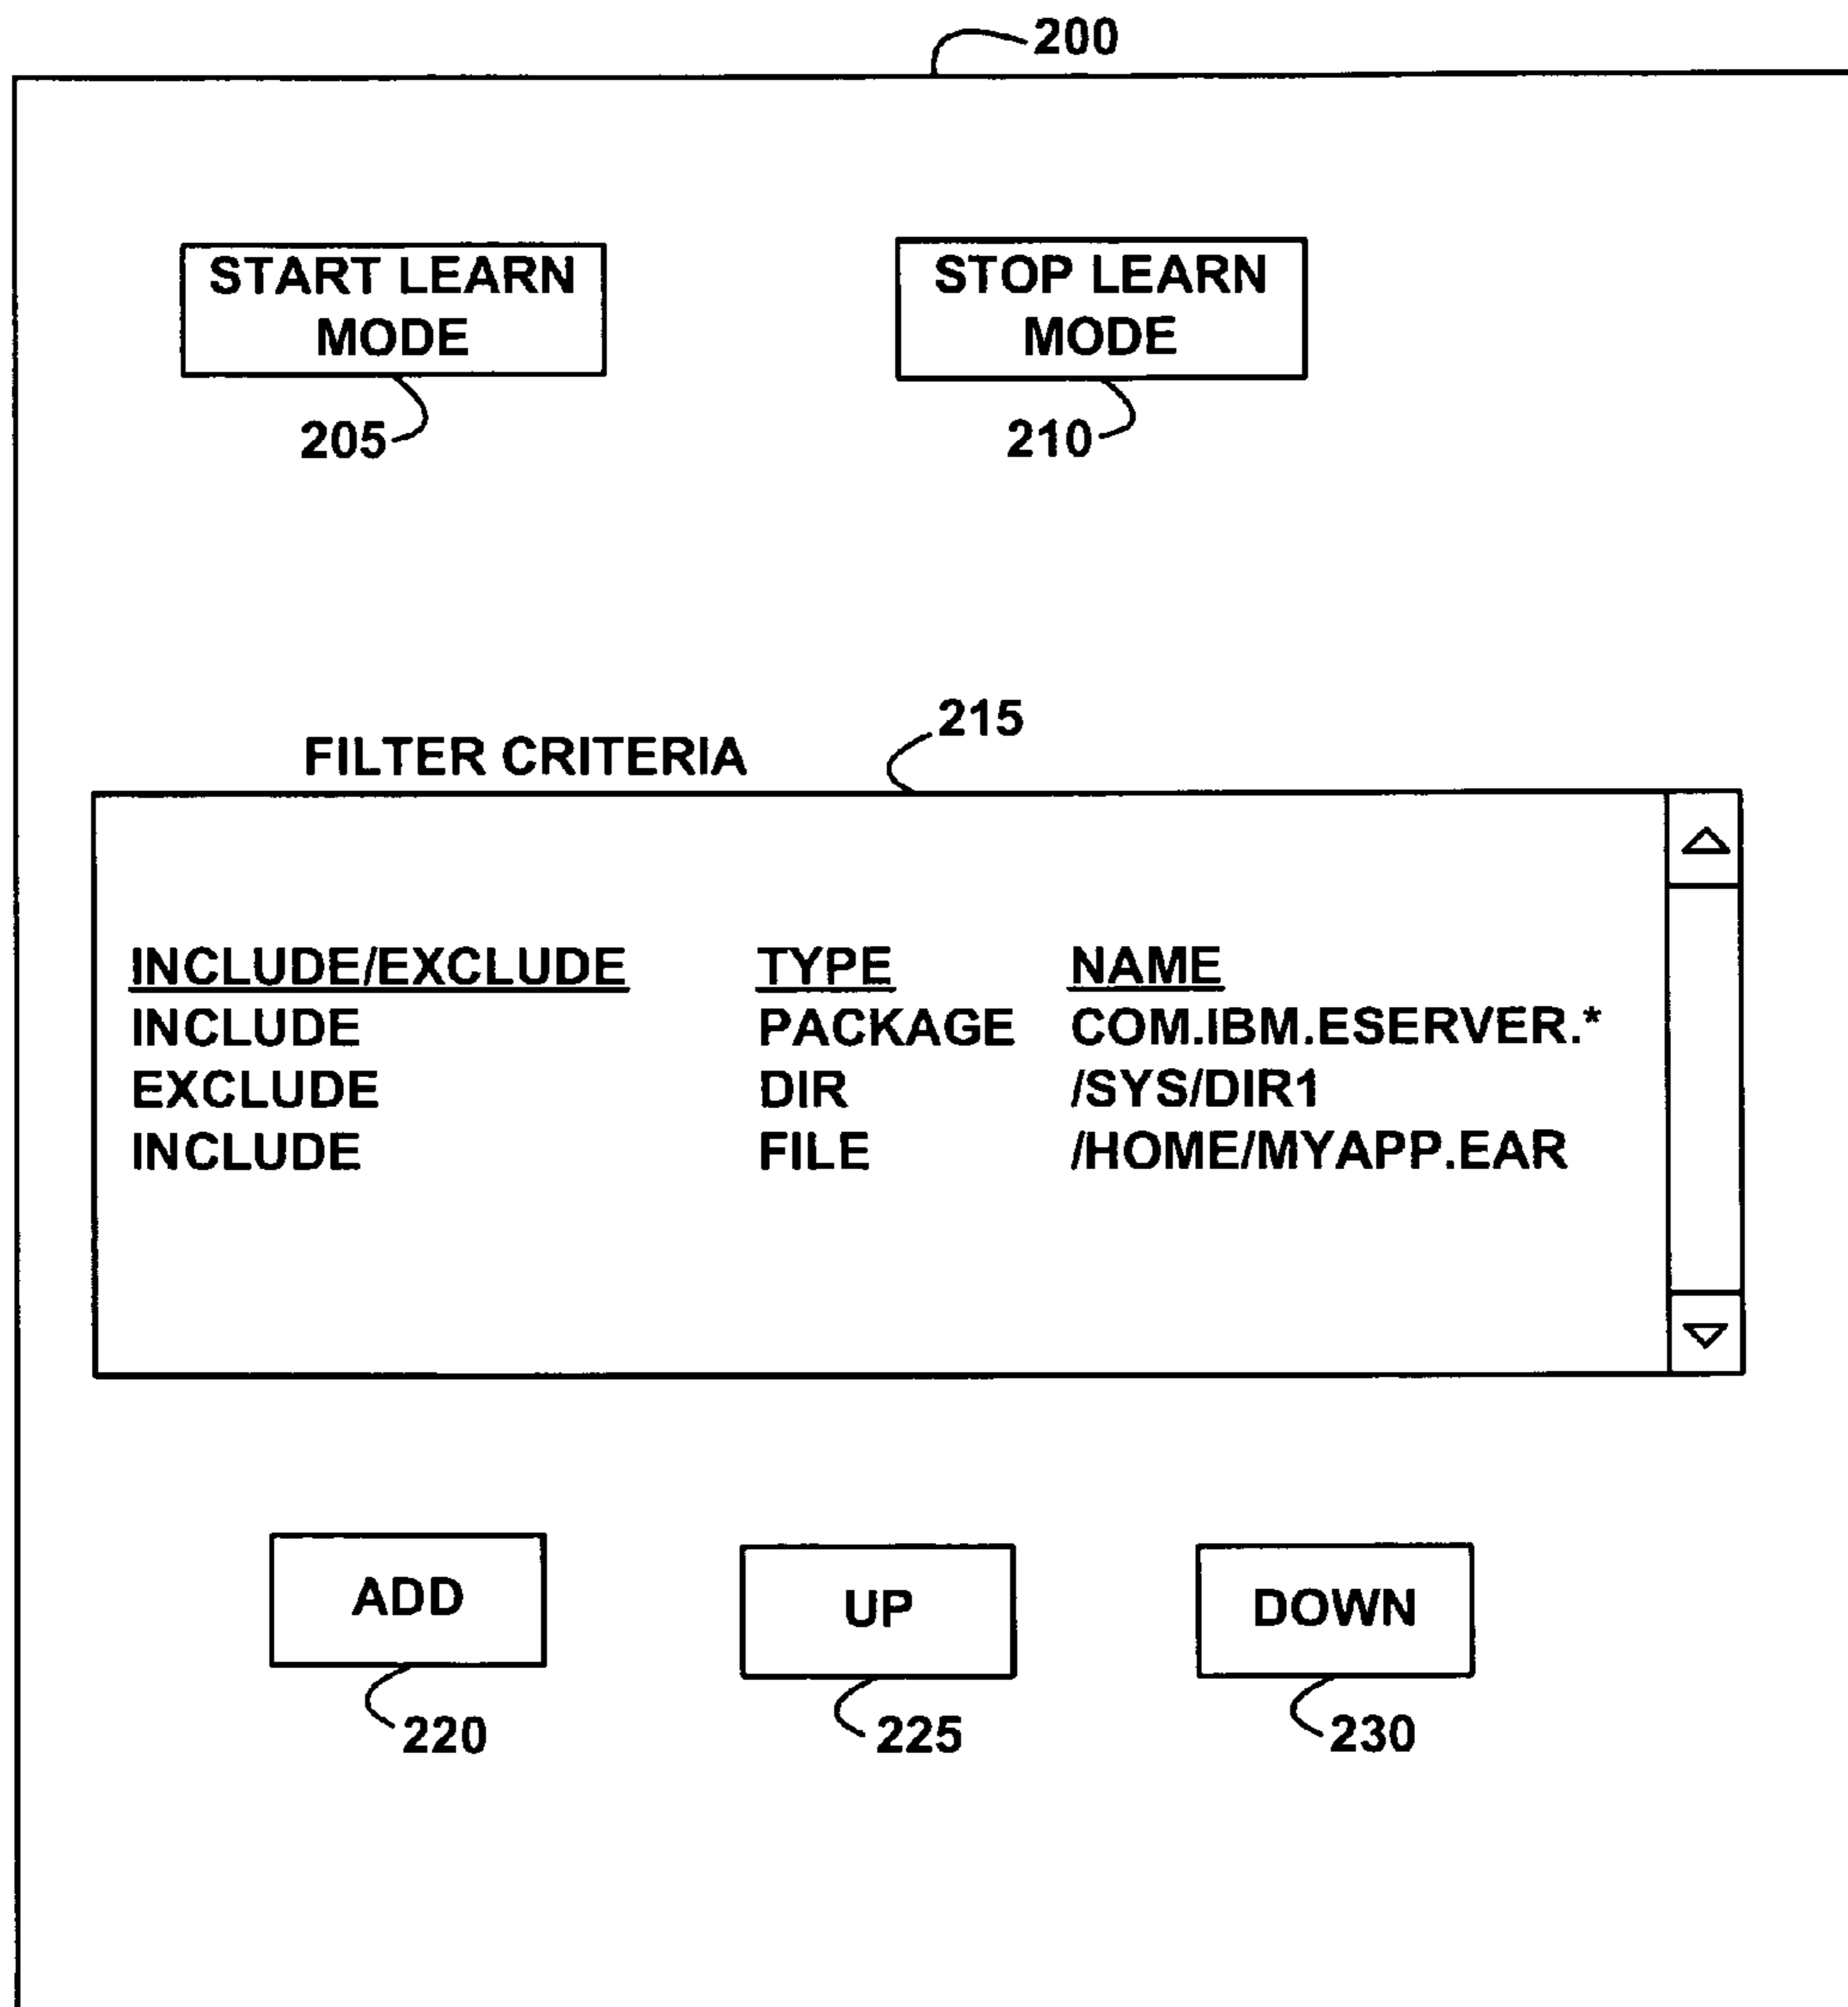 200
START LEARN
MODE
STOP LEARN
MODE
205
210
215
FILTER CRITERIA
INCLUDE/EXCLUDE TYPE NAME
INCLUDE PACKAGE COM.IBM.ESERVER.*
EXCLUDE DIR /SYS/DIR1
INCLUDE FILE /HOME/MYAPP.EAR
ADD
UP
DOWN
220
225
230